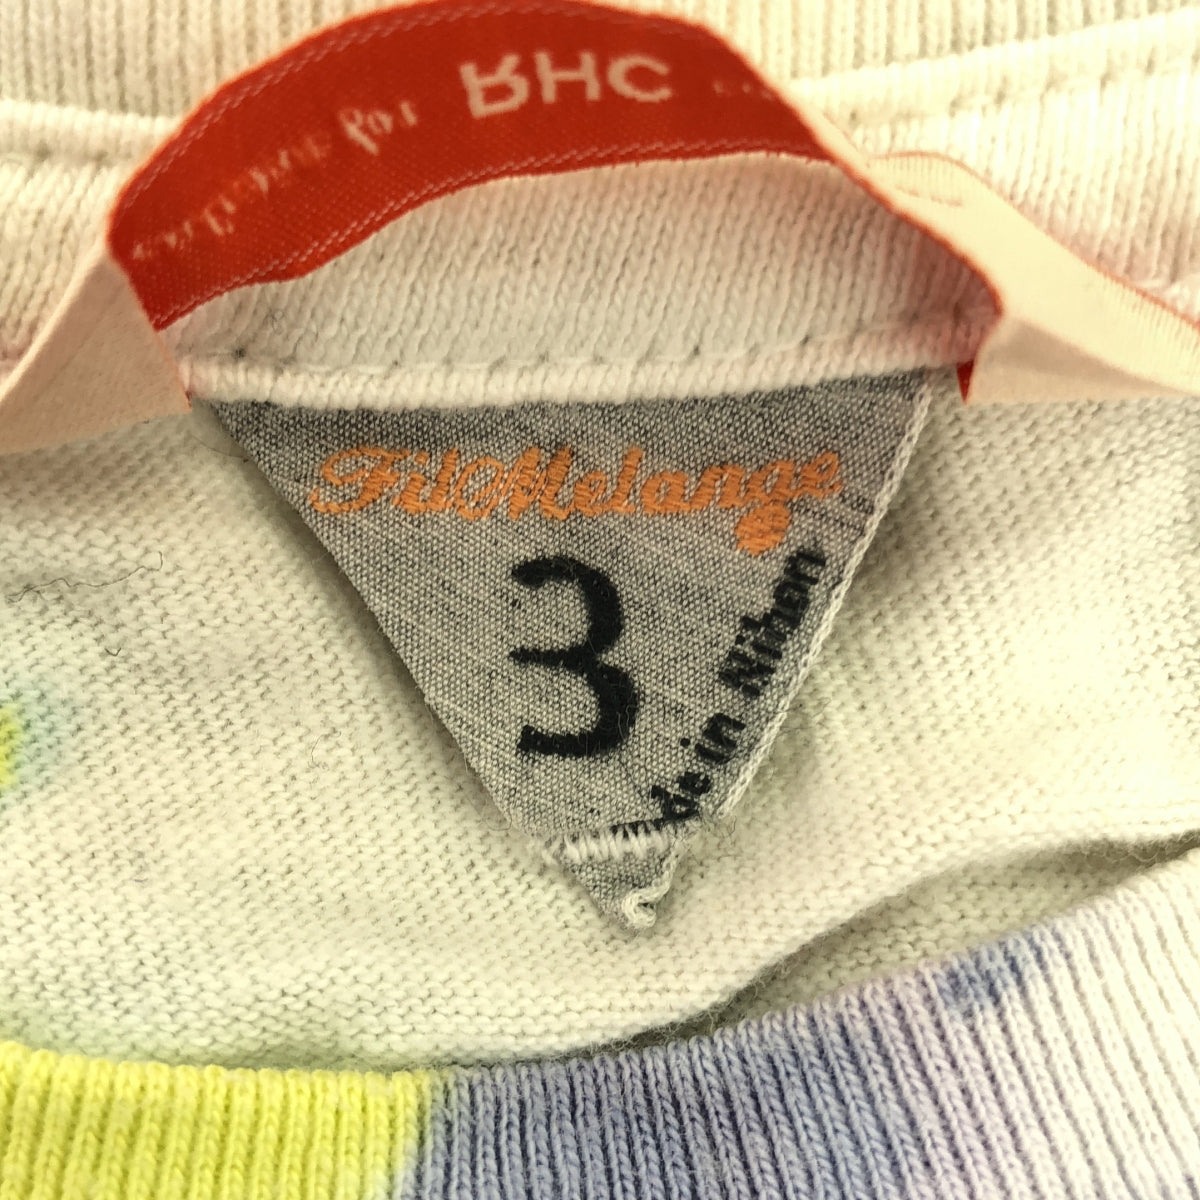 for RHC
FilMelange
3
Made in Nihon